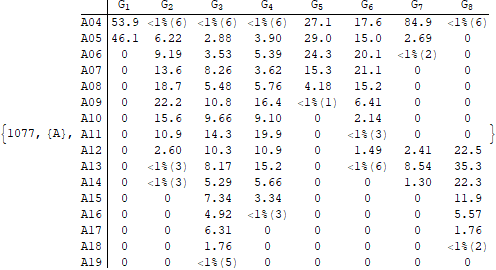 G1 G2 G3 G4 G5 G6 G7 G8
A04 53.9 <1%(6) <1%(6) <1%(6) 27.1 17.6 84.9 <1%(6)
A05 46.1 6.22 2.88 3.90 29.0 15.0 2.69 0
A06 0 9.19 3.53 5.39 24.3 20.1 <1%(2) 0
A07 0 13.6 8.26 3.62 15.3 21.1 0 0
A08 0 18.7 5.48 5.76 4.18 15.2 0 0
A09 0 22.2 10.8 16.4 <1%(1) 6.41 0 0
A10 0 15.6 9.66 9.10 0 2.14 0 0
{1077, {A}, A11 0 10.9 14.3 19.9 0 <1%(3) 0 0 }
A12 0 2.60 10.3 10.9 0 1.49 2.41 22.5
A13 0 <1%(3) 8.17 15.2 0 <1%(6) 8.54 35.3
A14 0 <1%(3) 5.29 5.66 0 0 1.30 22.3
A15 0 0 7.34 3.34 0 0 0 11.9
A16 0 0 4.92 <1%(3) 0 0 0 5.57
A17 0 0 6.31 0 0 0 0 1.76
A18 0 0 1.76 0 0 0 0 <1%(2)
A19 0 0 <1%(5) 0 0 0 0 0